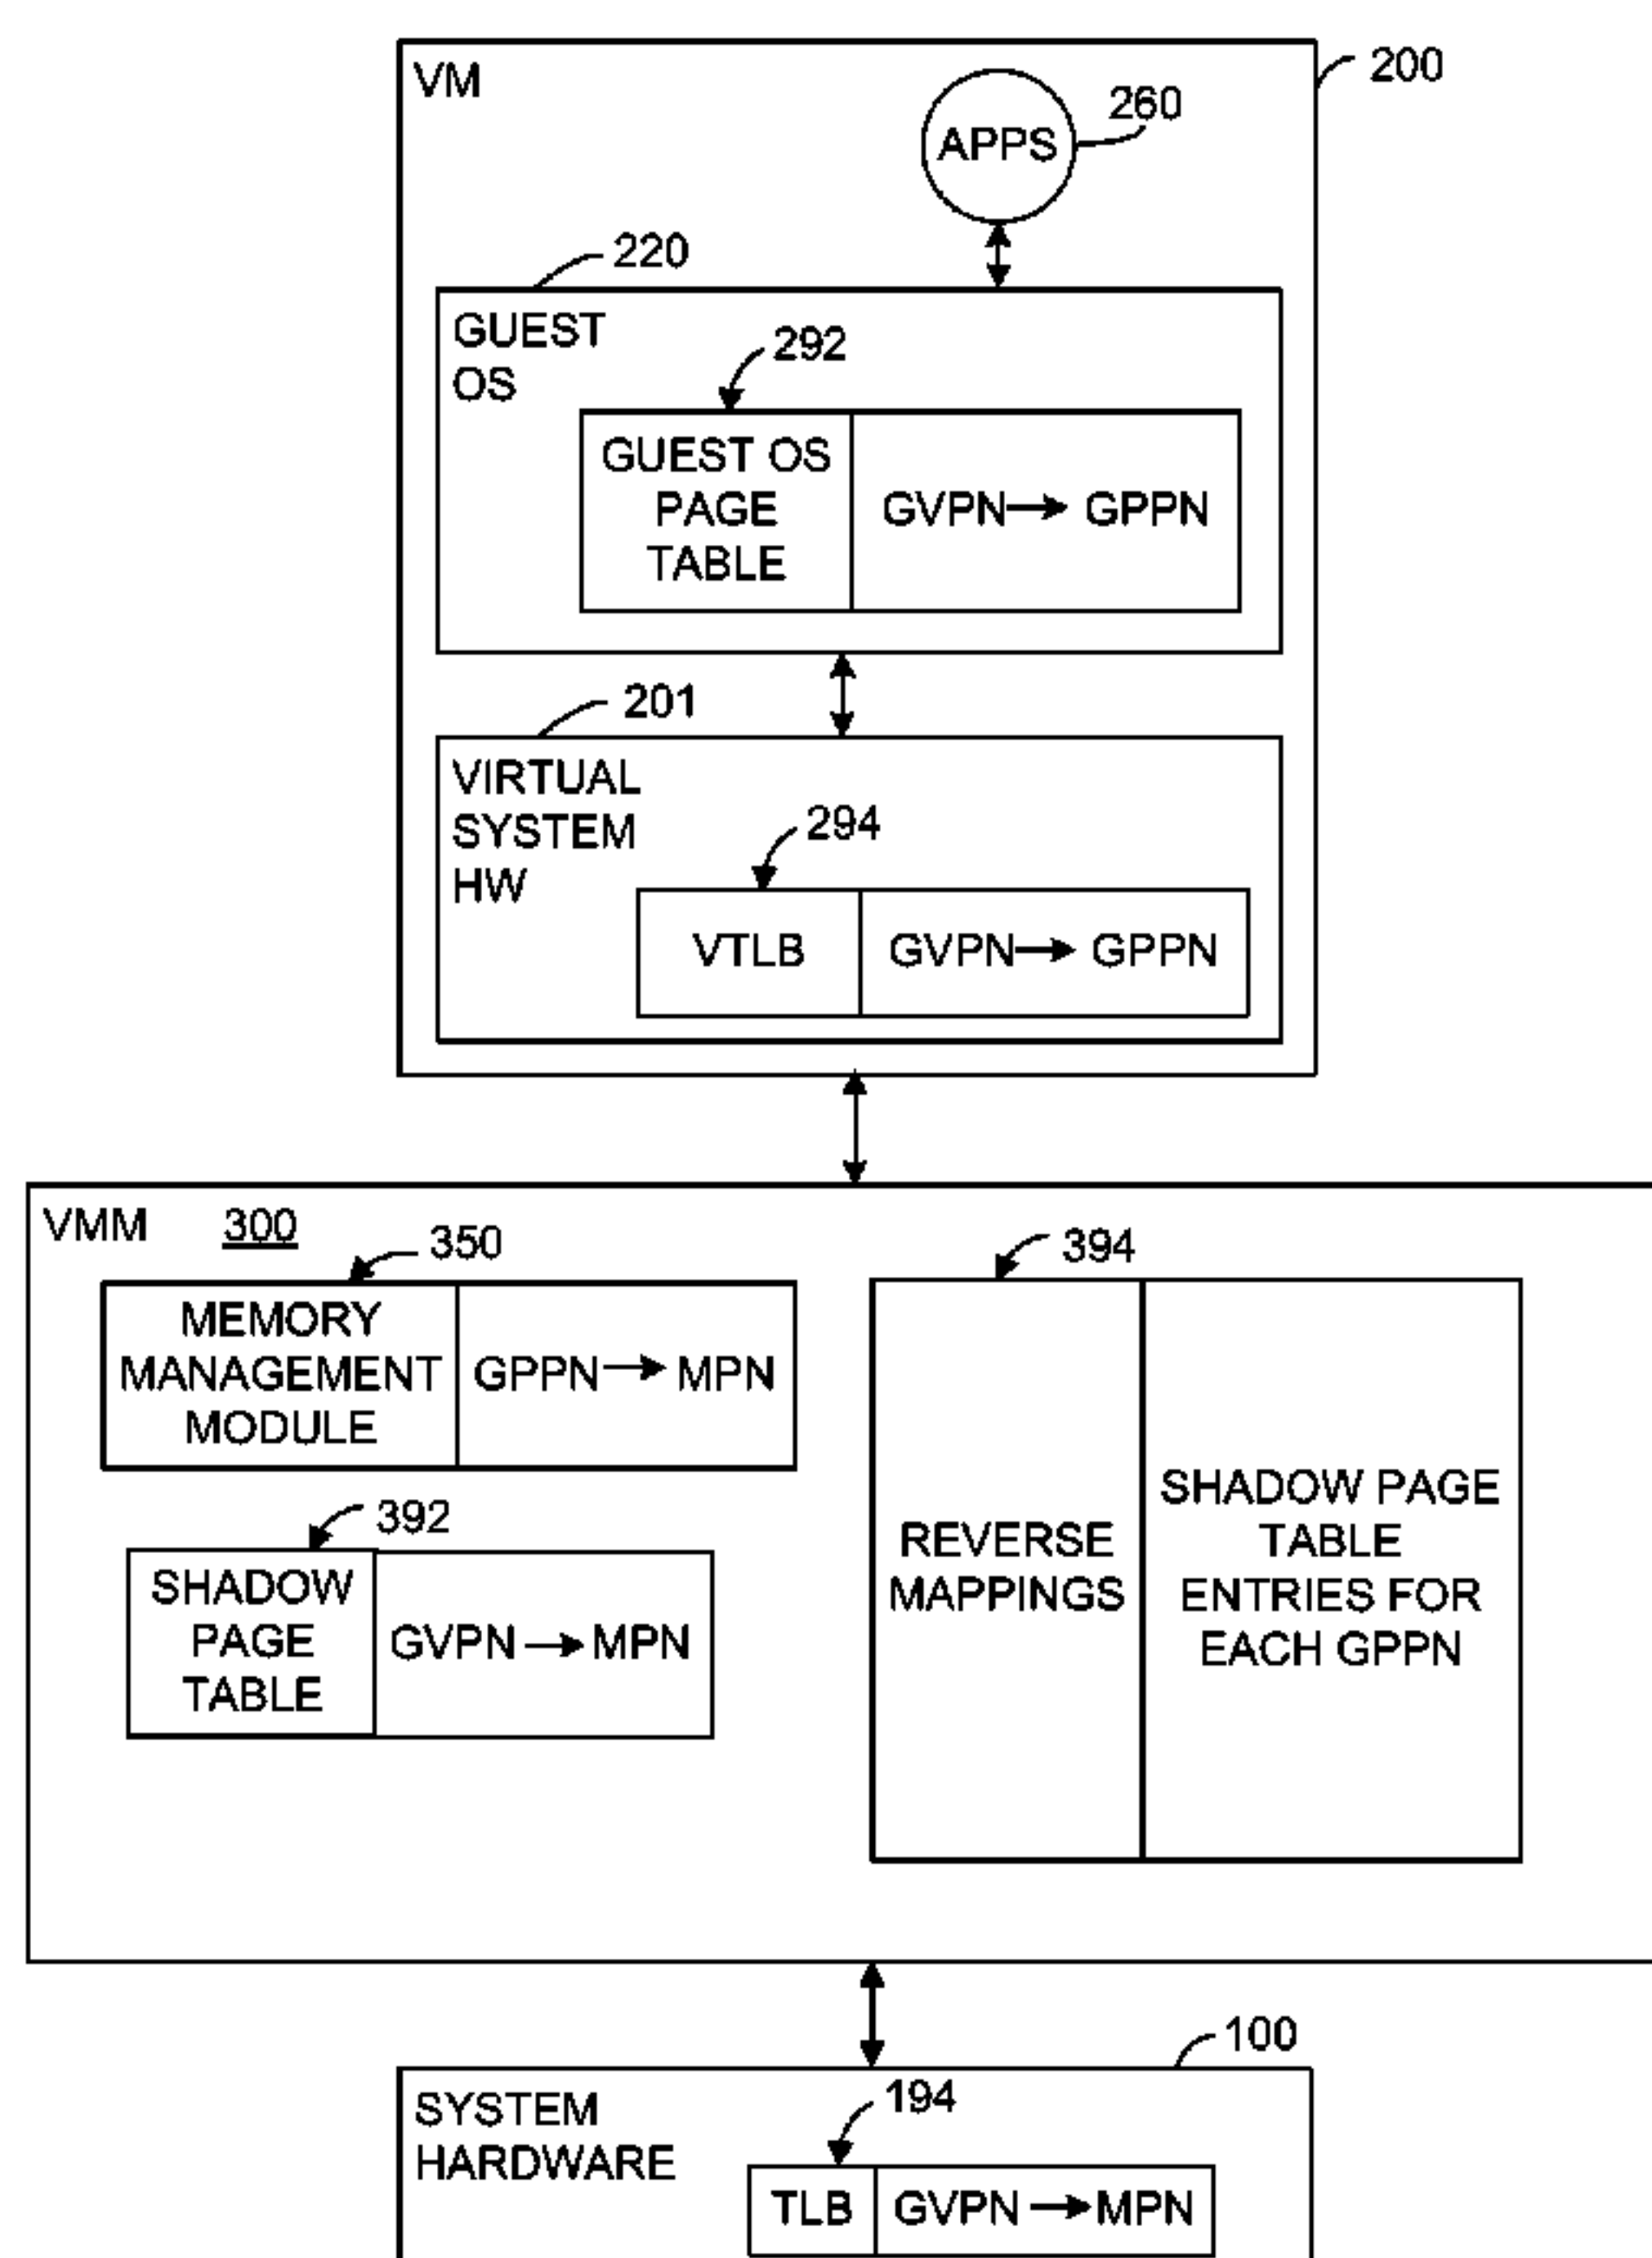 VM
200
260
APPS
220
GUEST
OS
292
GUEST OS
PAGE
TABLE
GVPN → GPPN
201
VIRTUAL
SYSTEM
HW
294
VTLB
GVPN → GPPN
VMM 300
350
MEMORY
MANAGEMENT
MODULE
GPPN → MPN
392
SHADOW
PAGE
TABLE
GVPN → MPN
394
REVERSE
MAPPINGS
SHADOW PAGE
TABLE
ENTRIES FOR
EACH GPPN
100
SYSTEM
HARDWARE
194
TLB
GVPN → MPN